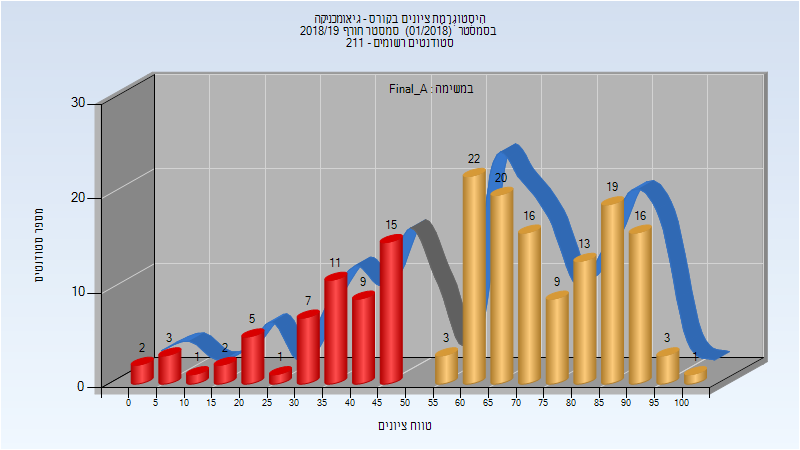 היסטוגרמת ציונים בקורס - גיאומכניקה
בסמסטר (01/2018) סמסטר חורף 2018/19
סטודנטים רשומים - 211
במשימה : Final_A
30
20
10
0
מספר סטודנטים
2 3 1 2 5 1 7 11 9 15 3 22 20 16 9 13 19 16 3 1
0 5 10 15 20 25 30 35 40 45 50 55 60 65 70 75 80 85 90 95 100
טווח ציונים